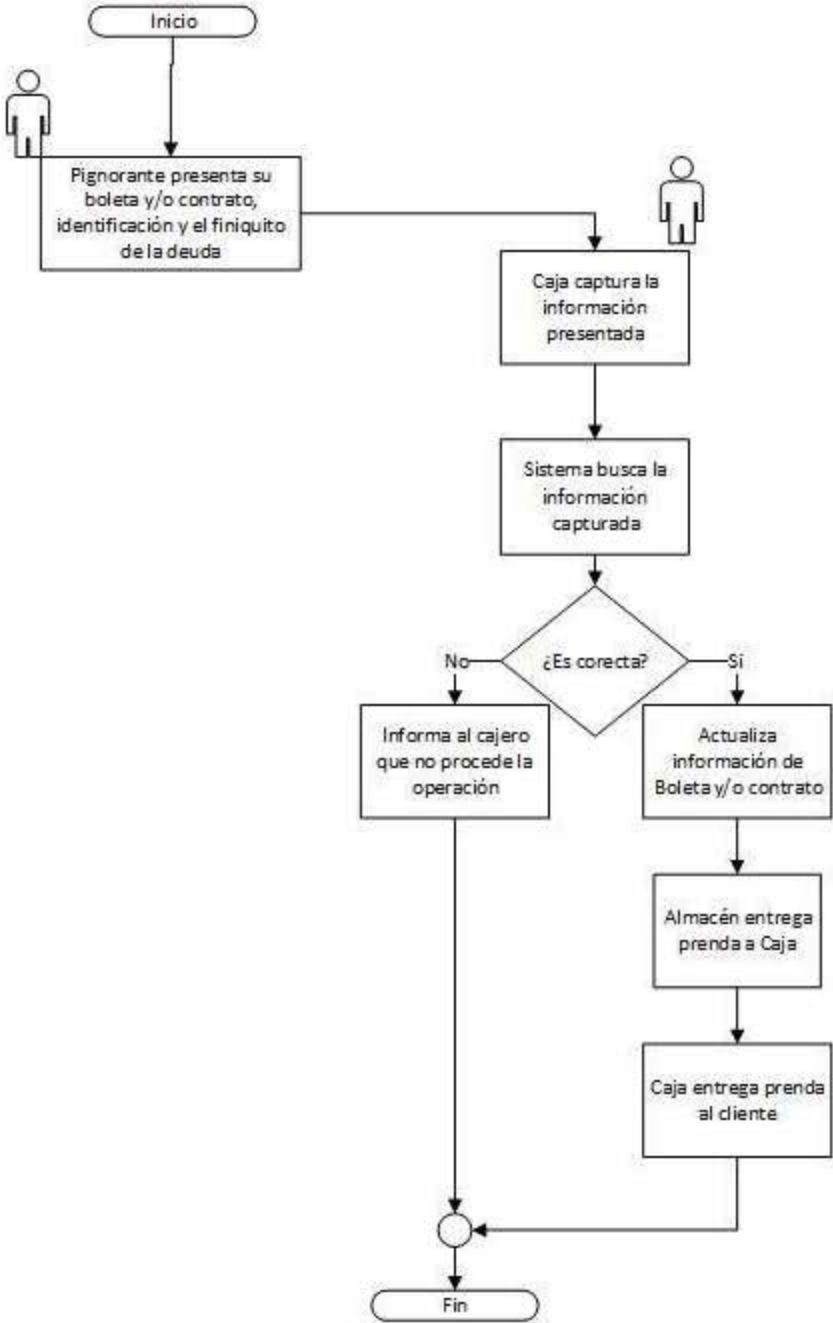 Inicio
Pignorante presenta su
boleta y/o contrato,
identificación y el finiquito
de la deuda
Caja captura la
información
presentada
Sistema busca la
información
capturada
¿Es corecta?
No
Si
Informa al cajero
que no procede la
operación
Actualiza
información de
Boleta y/o contrato
Almacén entrega
prenda a Caja
Caja entrega prenda
al cliente
Fin